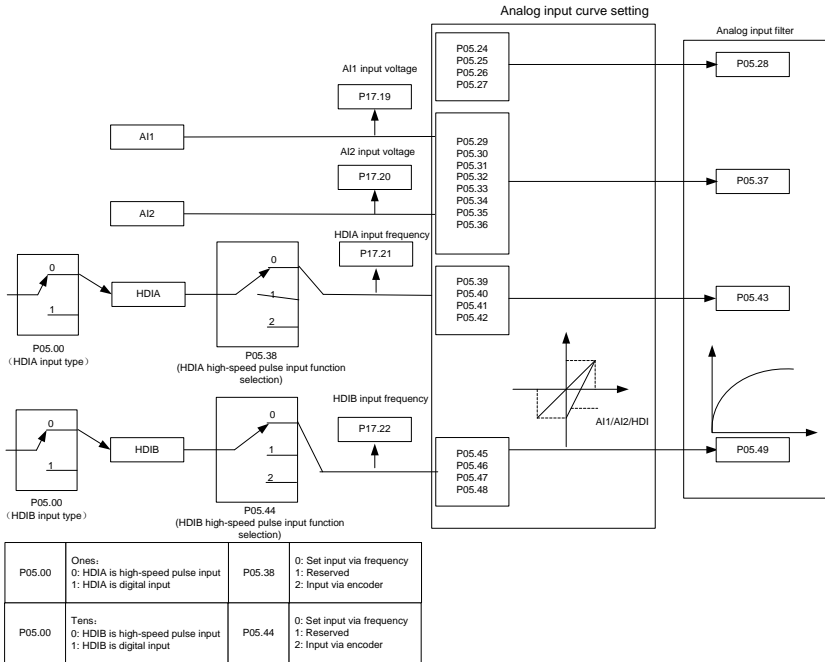 Analog input curve setting
Analog input filter
P05.24
P05.25
P05.26
P05.27
P05.28
AI1 input voltage
P17.19
AI1
AI2 input voltage
P17.20
AI2
P05.29
P05.30
P05.31
P05.32
P05.33
P05.34
P05.35
P05.36
P05.37
HDIA input frequency
P17.21
0
1
HDIA
0
1
2
P05.39
P05.40
P05.41
P05.42
P05.43
P05.00
（HDIA input type）
P05.38
(HDIA high-speed pulse input function
selection)
AI1/AI2/HDI
HDIB input frequency
P17.22
0
1
HDIB
0
1
2
P05.45
P05.46
P05.47
P05.48
P05.49
P05.00
（HDIB input type）
P05.44
(HDIB high-speed pulse input function
selection)
P05.00
Ones:
0: HDIA is high-speed pulse input
1: HDIA is digital input
P05.38
0: Set input via frequency
1: Reserved
2: Input via encoder
P05.00
Tens:
0: HDIB is high-speed pulse input
1: HDIB is digital input
P05.44
0: Set input via frequency
1: Reserved
2: Input via encoder